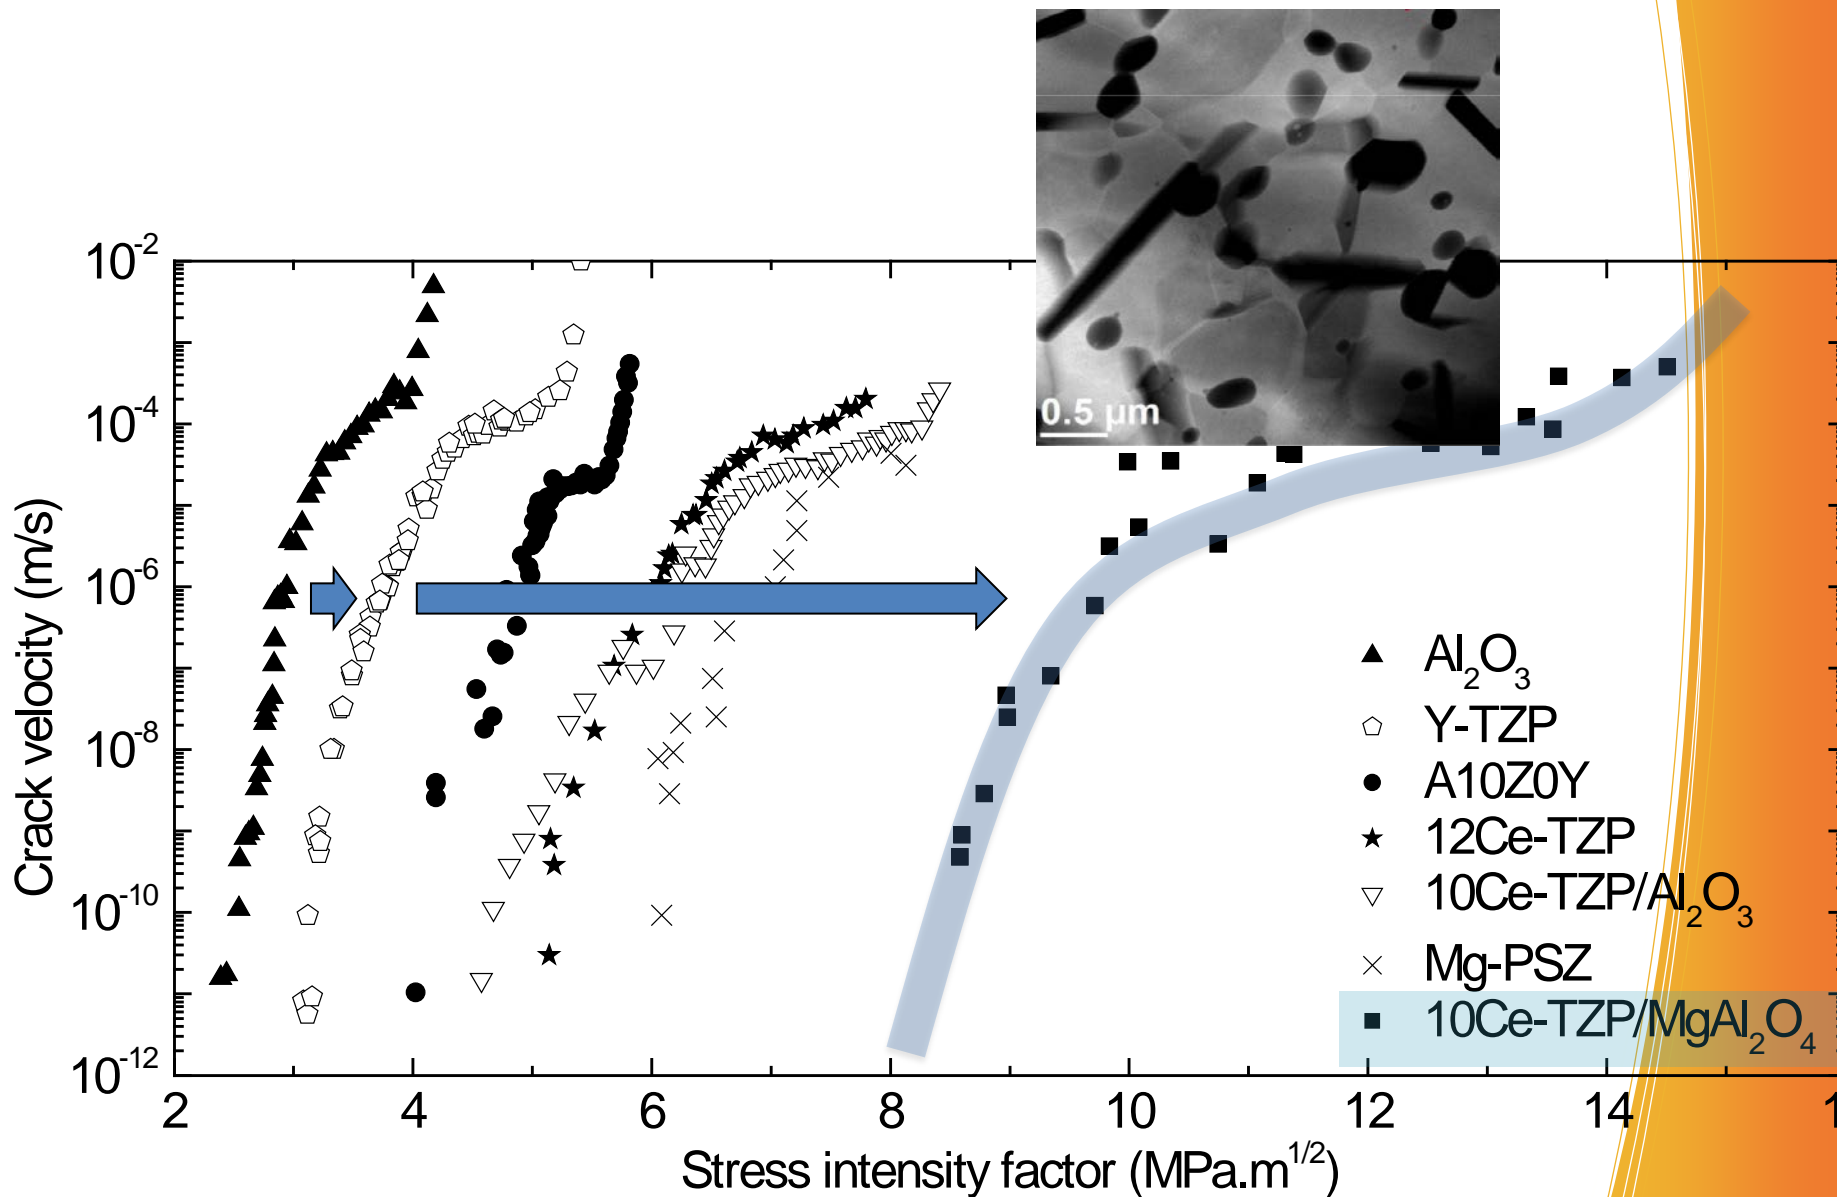 0.5 µm
10⁻²
10⁻⁴
10⁻⁶
10⁻⁸
10⁻¹⁰
10⁻¹²
Crack velocity (m/s)
Al₂O₃
Y-TZP
A10Z0Y
12Ce-TZP
10Ce-TZP/Al₂O₃
Mg-PSZ
10Ce-TZP/MgAl₂O₄
2 4 6 8 10 12 14
Stress intensity factor (MPa.m¹/²)